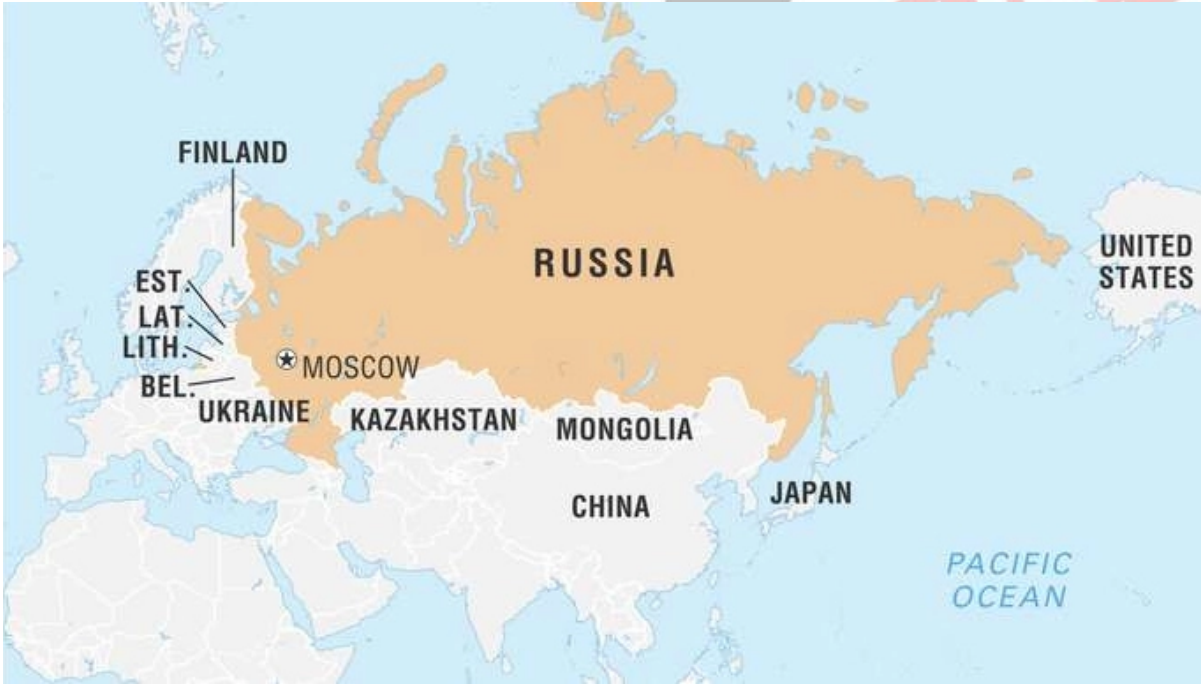 FINLAND
RUSSIA
UNITED
STATES
EST.
LAT.
LITH.
BEL.
MOSCOW
UKRAINE
KAZAKHSTAN
MONGOLIA
CHINA
JAPAN
PACIFIC
OCEAN